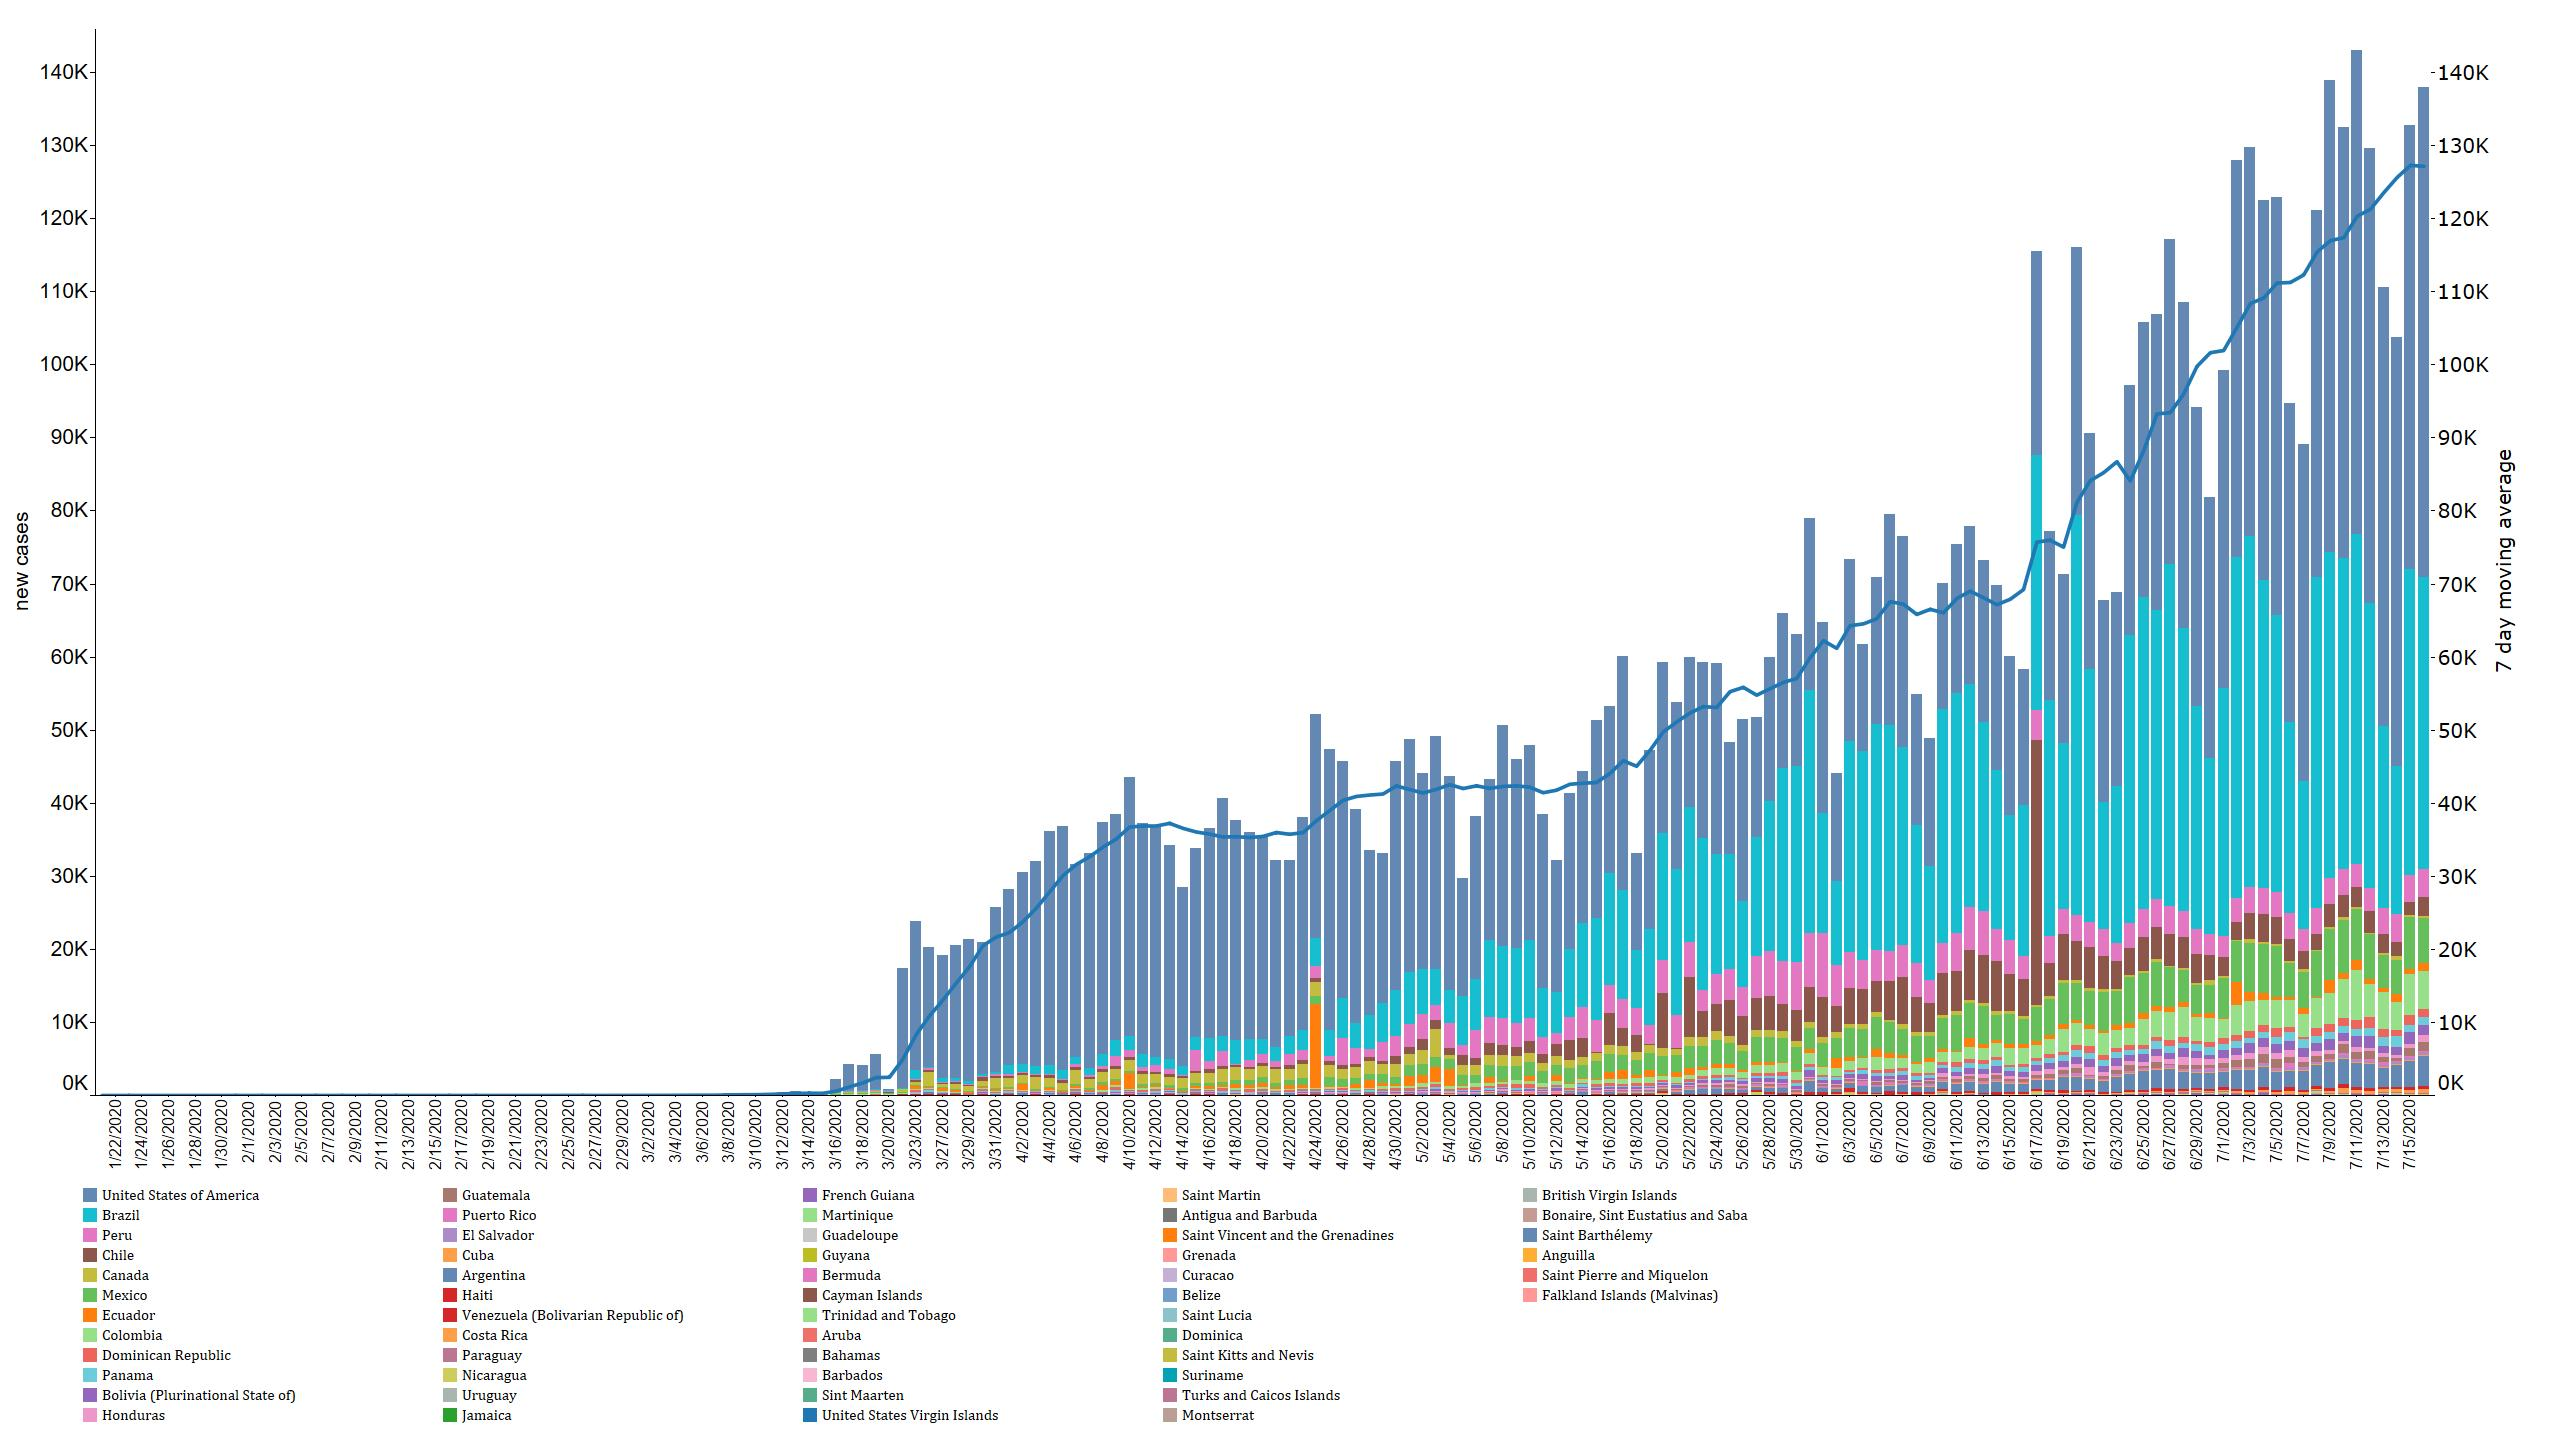 140K
140K
130K
130K
120K
120K
110K
110K
100K
100K
90K
90K
80K
80K
70K
70K
60K
60K
50K
50K
40K
40K
30K
30K
20K
20K
10K
10K
0K
0K
new cases
7 day moving average
1/22/2020
1/24/2020
1/26/2020
1/28/2020
1/30/2020
2/1/2020
2/3/2020
2/5/2020
2/7/2020
2/9/2020
2/11/2020
2/13/2020
2/15/2020
2/17/2020
2/19/2020
2/21/2020
2/23/2020
2/25/2020
2/27/2020
2/29/2020
3/2/2020
3/4/2020
3/6/2020
3/8/2020
3/10/2020
3/12/2020
3/14/2020
3/16/2020
3/18/2020
3/20/2020
3/23/2020
3/27/2020
3/29/2020
3/31/2020
4/2/2020
4/4/2020
4/6/2020
4/8/2020
4/10/2020
4/12/2020
4/14/2020
4/16/2020
4/18/2020
4/20/2020
4/22/2020
4/24/2020
4/26/2020
4/28/2020
4/30/2020
5/2/2020
5/4/2020
5/6/2020
5/8/2020
5/10/2020
5/12/2020
5/14/2020
5/16/2020
5/18/2020
5/20/2020
5/22/2020
5/24/2020
5/26/2020
5/28/2020
5/30/2020
6/1/2020
6/3/2020
6/5/2020
6/7/2020
6/9/2020
6/11/2020
6/13/2020
6/15/2020
6/17/2020
6/19/2020
6/21/2020
6/23/2020
6/25/2020
6/27/2020
6/29/2020
7/1/2020
7/3/2020
7/5/2020
7/7/2020
7/9/2020
7/11/2020
7/13/2020
7/15/2020
United States of America
Brazil
Peru
Chile
Canada
Mexico
Ecuador
Colombia
Dominican Republic
Panama
Bolivia (Plurinational State of)
Honduras
Guatemala
Puerto Rico
El Salvador
Cuba
Argentina
Haiti
Venezuela (Bolivarian Republic of)
Costa Rica
Paraguay
Nicaragua
Uruguay
Jamaica
French Guiana
Martinique
Guadeloupe
Guyana
Bermuda
Cayman Islands
Trinidad and Tobago
Aruba
Bahamas
Barbados
Sint Maarten
United States Virgin Islands
Saint Martin
Antigua and Barbuda
Saint Vincent and the Grenadines
Grenada
Curacao
Belize
Saint Lucia
Dominica
Saint Kitts and Nevis
Suriname
Turks and Caicos Islands
Montserrat
British Virgin Islands
Bonaire, Sint Eustatius and Saba
Saint Barthélemy
Anguilla
Saint Pierre and Miquelon
Falkland Islands (Malvinas)